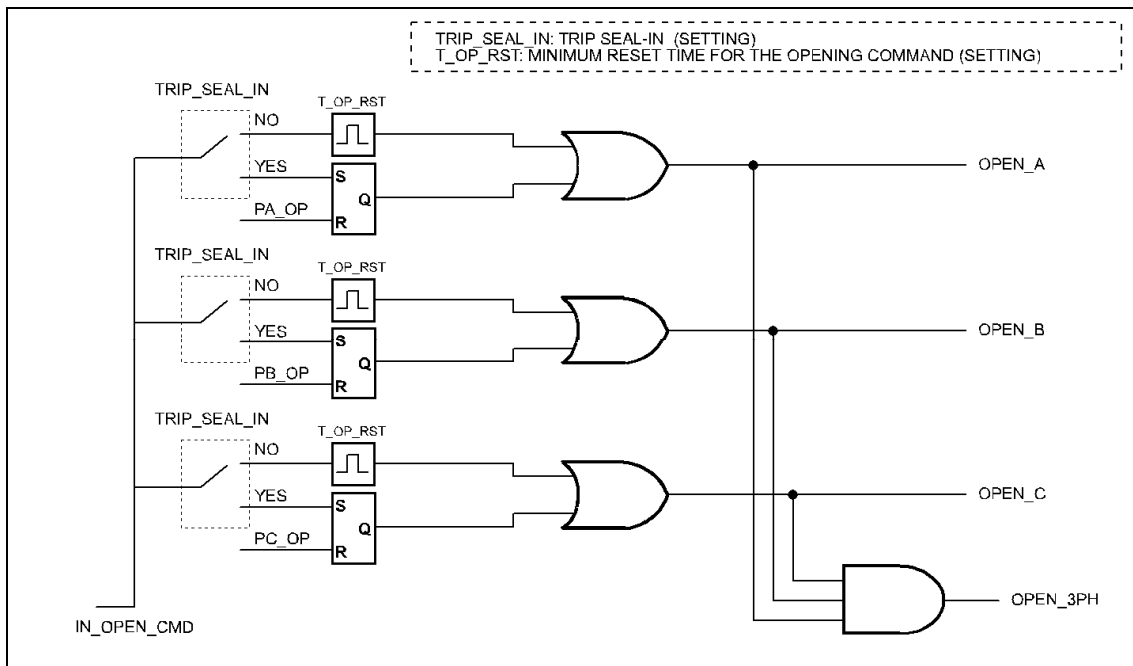 TRIP_SEAL_IN: TRIP SEAL-IN (SETTING)
T_OP_RST: MINIMUM RESET TIME FOR THE OPENING COMMAND (SETTING)
TRIP_SEAL_IN
NO
T_OP_RST
YES
S
Q
PA_OP
R
OPEN_A
TRIP_SEAL_IN
NO
T_OP_RST
YES
S
Q
PB_OP
R
OPEN_B
TRIP_SEAL_IN
NO
T_OP_RST
YES
S
Q
PC_OP
R
OPEN_C
OPEN_3PH
IN_OPEN_CMD